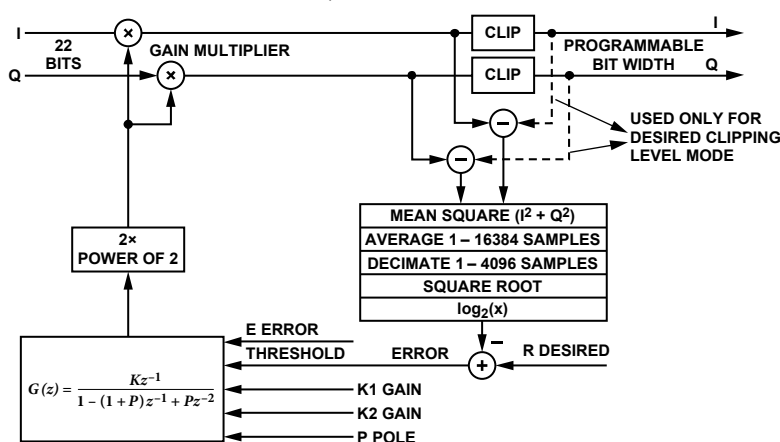 I
22
BITS
GAIN MULTIPLIER
CLIP
I
PROGRAMMABLE
BIT WIDTH
Q
CLIP
Q
×
×
−
−
USED ONLY FOR
DESIRED CLIPPING
LEVEL MODE
MEAN SQUARE (I² + Q²)
AVERAGE 1 – 16384 SAMPLES
DECIMATE 1 – 4096 SAMPLES
SQUARE ROOT
log₂(x)
2×
POWER OF 2
−
+
E ERROR
THRESHOLD
ERROR
R DESIRED
G(z) = Kz⁻¹ / 1 − (1 + P)z⁻¹ + Pz⁻²
K1 GAIN
K2 GAIN
P POLE